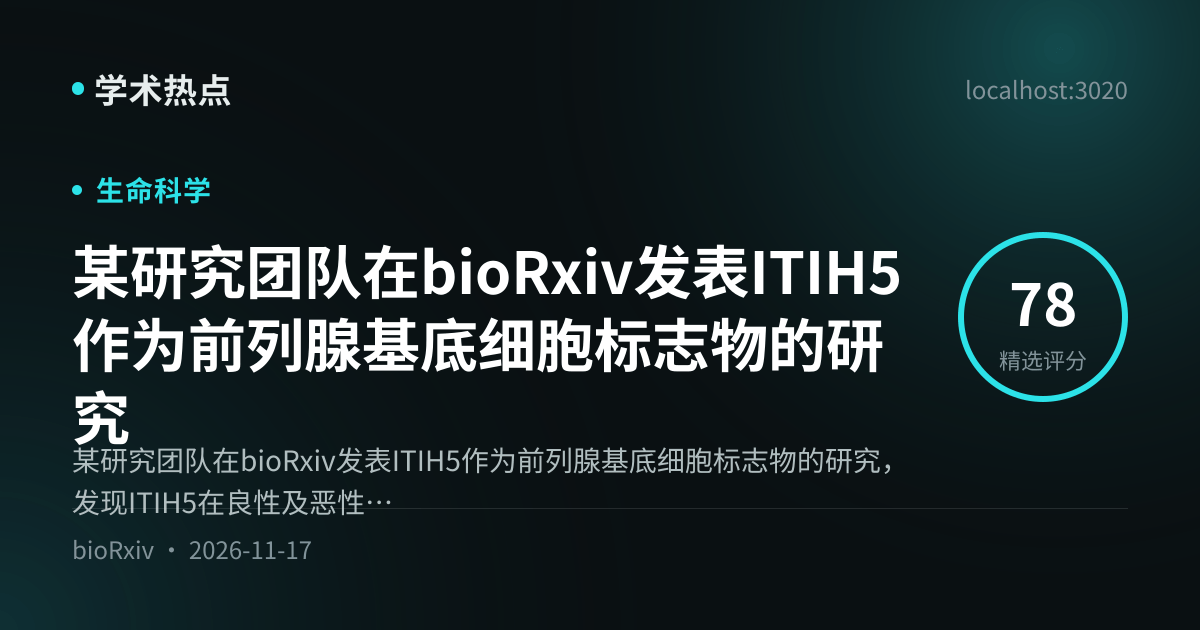 学术热点
localhost:3020
生命科学
某研究团队在bioRxiv发表ITIH5
作为前列腺基底细胞标志物的研
究
78
精选评分
某研究团队在bioRxiv发表ITIH5作为前列腺基底细胞标志物的研究，
发现ITIH5在良性及恶性…
bioRxiv · 2026-11-17